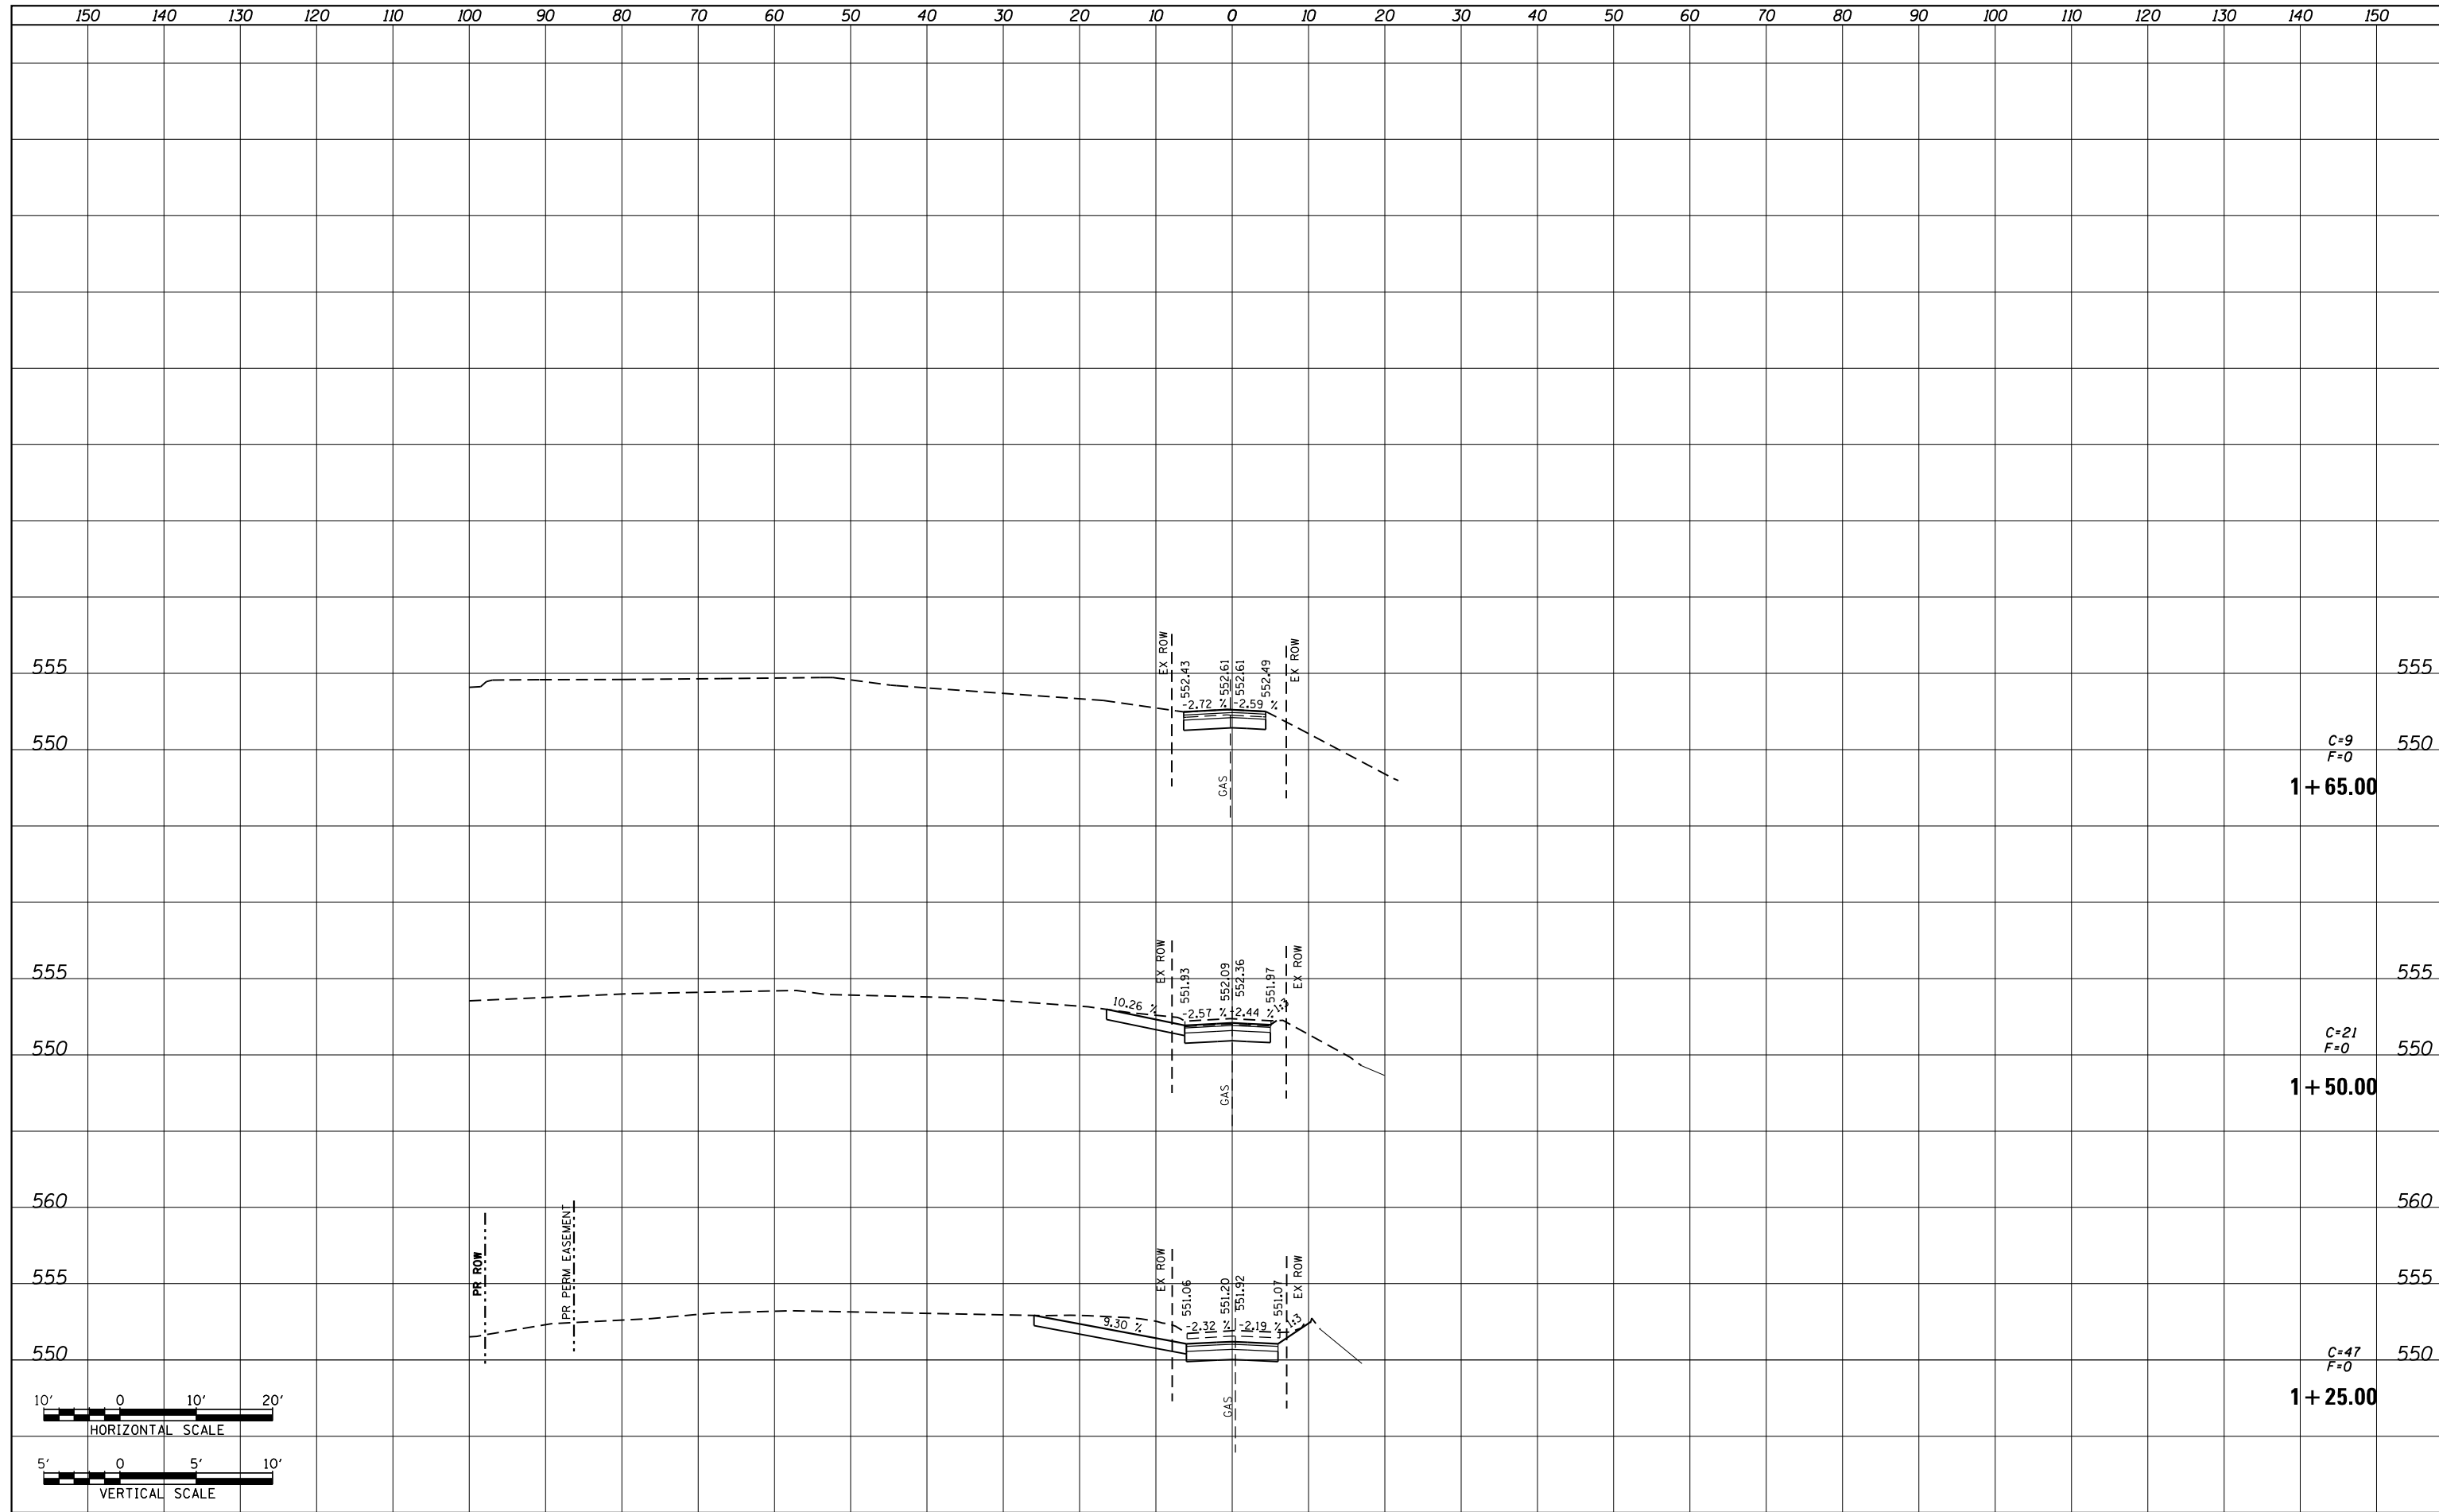 150 140 130 120 110 100 90 80 70 60 50 40 30 20 10 0 10 20 30 40 50 60 70 80 90 100 110 120 130 140 150
EX ROW
552.43
552.61
552.61
552.49
EX ROW
555
555
-2.72 %
-2.59 %
550
C=9
550
F=0
GAS
1+65.00
EX ROW
551.93
552.09
552.36
551.97
EX ROW
555
555
10.26 %
-2.57 %
-2.44 %
1:3
550
C=21
F=0
550
GAS
1+50.00
560
560
PR ROW
PR PERM EASEMENT
EX ROW
551.06
551.20
551.92
551.07
EX ROW
555
555
9.30 %
-2.32 %
-2.19 %
1:3
550
C=47
550
F=0
GAS
1+25.00
10' 0 10' 20'
HORIZONTAL SCALE
5' 0 5' 10'
VERTICAL SCALE